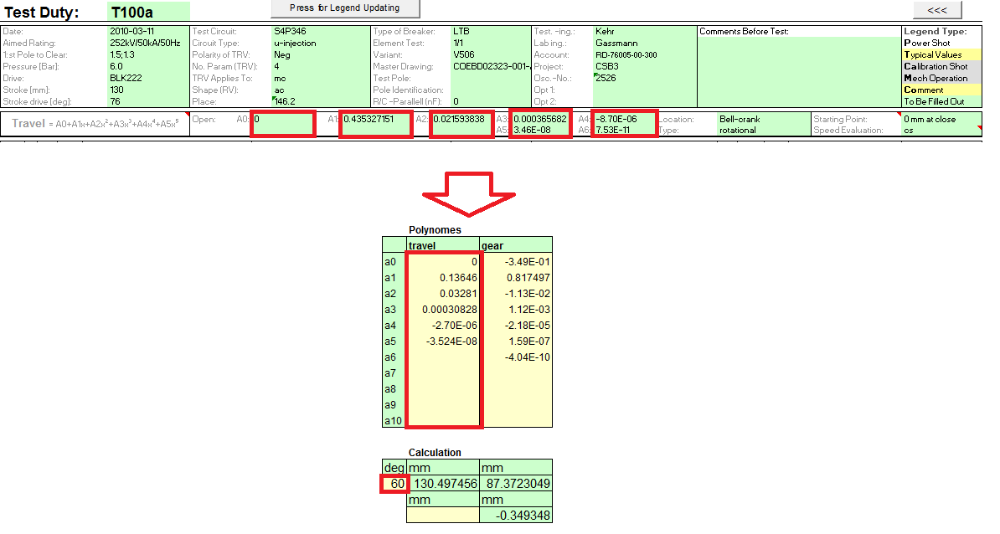 Test Duty: T100a
Press for Legend Updating
<<<
Date: 2010-03-11 Test Circuit: S4P346 Type of Breaker: LTB Test. -ing.: Kehr Comments Before Test: Legend Type:
Aimed Rating: 252kV/50kA/50Hz Circuit Type: u-injection Element Test: 1/1 Lab ing.: Gassmann Power Shot
1:st Pole to Clear: 1.5;1.3 Polarity of TRV: Neg Variant: V506 Account: RD-76005-00-300 Typical Values
Pressure [Bar]: 6.0 No. Param (TRV): 4 Master Drawing: COEBD02323-001- Project: CSB3 Calibration Shot
Drive: BLK222 TRV Applies To: mc Test Pole: Osc.-No.: 2526 Mech Operation
Stroke [mm]: 130 Shape (RV): ac Pole Identification: Opt 1: Comment
Stroke drive [deg]: 76 Place: 146.2 R/C -Parallell (nF): 0 Opt 2: To Be Filled Out
Travel = A0+A1x+A2x²+A3x³+A4x⁴+A5x⁵ Open: A0: 0 A1: 0.435327151 A2: 0.021593838 A3: 0.000365682 A4: -8.70E-06 Location: Bell-crank Starting Point: 0 mm at close
A5: 3.46E-08 A6: 7.53E-11 Type: rotational Speed Evaluation: cs
Polynomes
travel gear
a0 0 -3.49E-01
a1 0.13646 0.817497
a2 0.03281 -1.13E-02
a3 0.00030828 1.12E-03
a4 -2.70E-06 -2.18E-05
a5 -3.524E-08 1.59E-07
a6 -4.04E-10
a7
a8
a9
a10
Calculation
deg mm mm
60 130.497456 87.3723049
mm mm
-0.349348